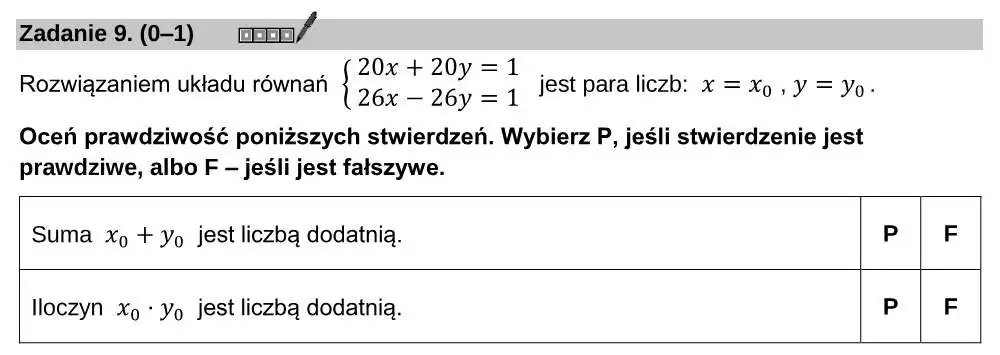 Zadanie 9. (0–1)
Rozwiązaniem układu równań { 20x + 20y = 1
26x − 26y = 1 jest para liczb: x = x₀ , y = y₀ .
Oceń prawdziwość poniższych stwierdzeń. Wybierz P, jeśli stwierdzenie jest
prawdziwe, albo F – jeśli jest fałszywe.
Suma x₀ + y₀ jest liczbą dodatnią. P F
Iloczyn x₀ · y₀ jest liczbą dodatnią. P F